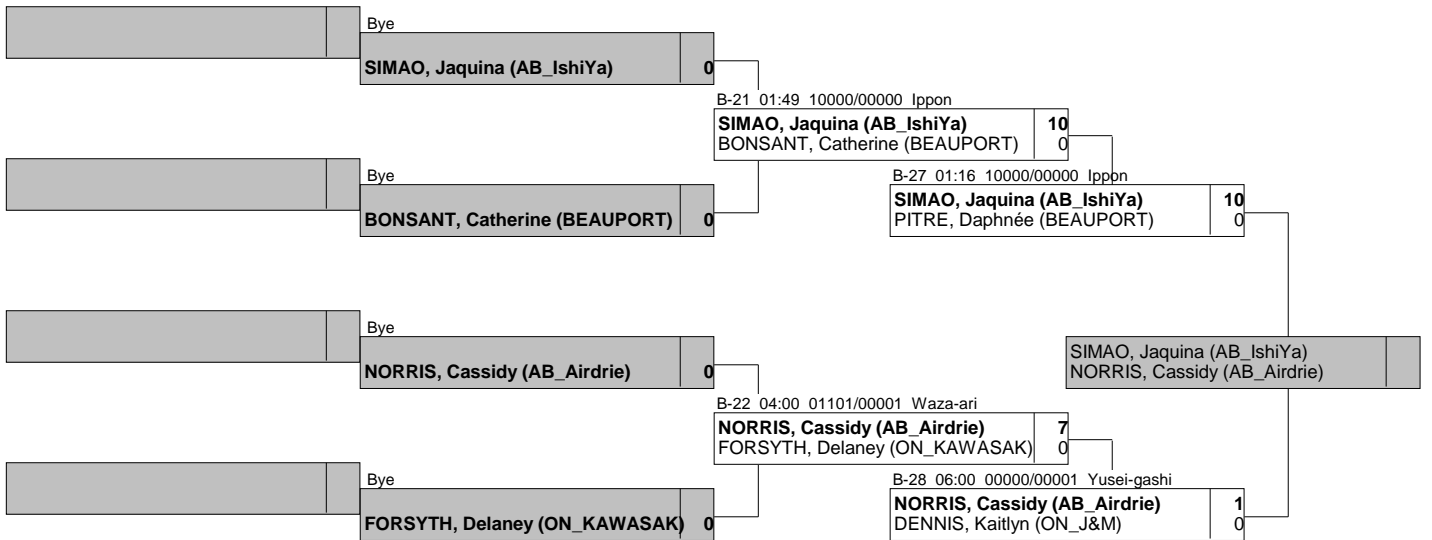 Bye
SIMAO, Jaquina (AB_IshiYa) 0
B-21 01:49 10000/00000 Ippon
SIMAO, Jaquina (AB_IshiYa) 10
BONSANT, Catherine (BEAUPORT) 0
Bye
BONSANT, Catherine (BEAUPORT) 0
B-27 01:16 10000/00000 Ippon
SIMAO, Jaquina (AB_IshiYa) 10
PITRE, Daphnée (BEAUPORT) 0
Bye
NORRIS, Cassidy (AB_Airdrie) 0
SIMAO, Jaquina (AB_IshiYa)
NORRIS, Cassidy (AB_Airdrie)
B-22 04:00 01101/00001 Waza-ari
NORRIS, Cassidy (AB_Airdrie) 7
FORSYTH, Delaney (ON_KAWASAK) 0
Bye
FORSYTH, Delaney (ON_KAWASAK) 0
B-28 06:00 00000/00001 Yusei-gashi
NORRIS, Cassidy (AB_Airdrie) 1
DENNIS, Kaitlyn (ON_J&M) 0